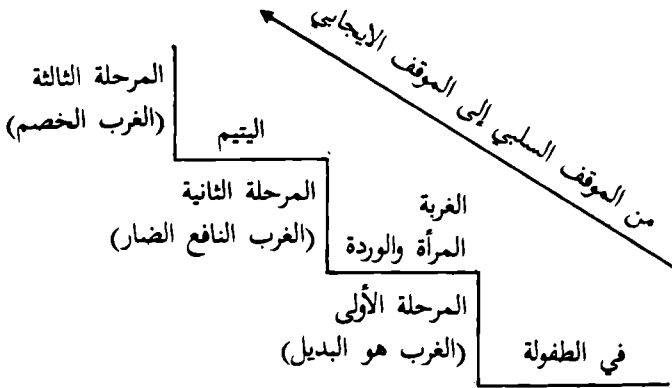 من الموقف السلبي إلى الموقف الايجابي
المرحلة الثالثة
(الغرب الخصم)
اليتيم
المرحلة الثانية
(الغرب النافع الضار)
الغربة
المرأة والوردة
المرحلة الأولى
(الغرب هو البديل)
في الطفولة